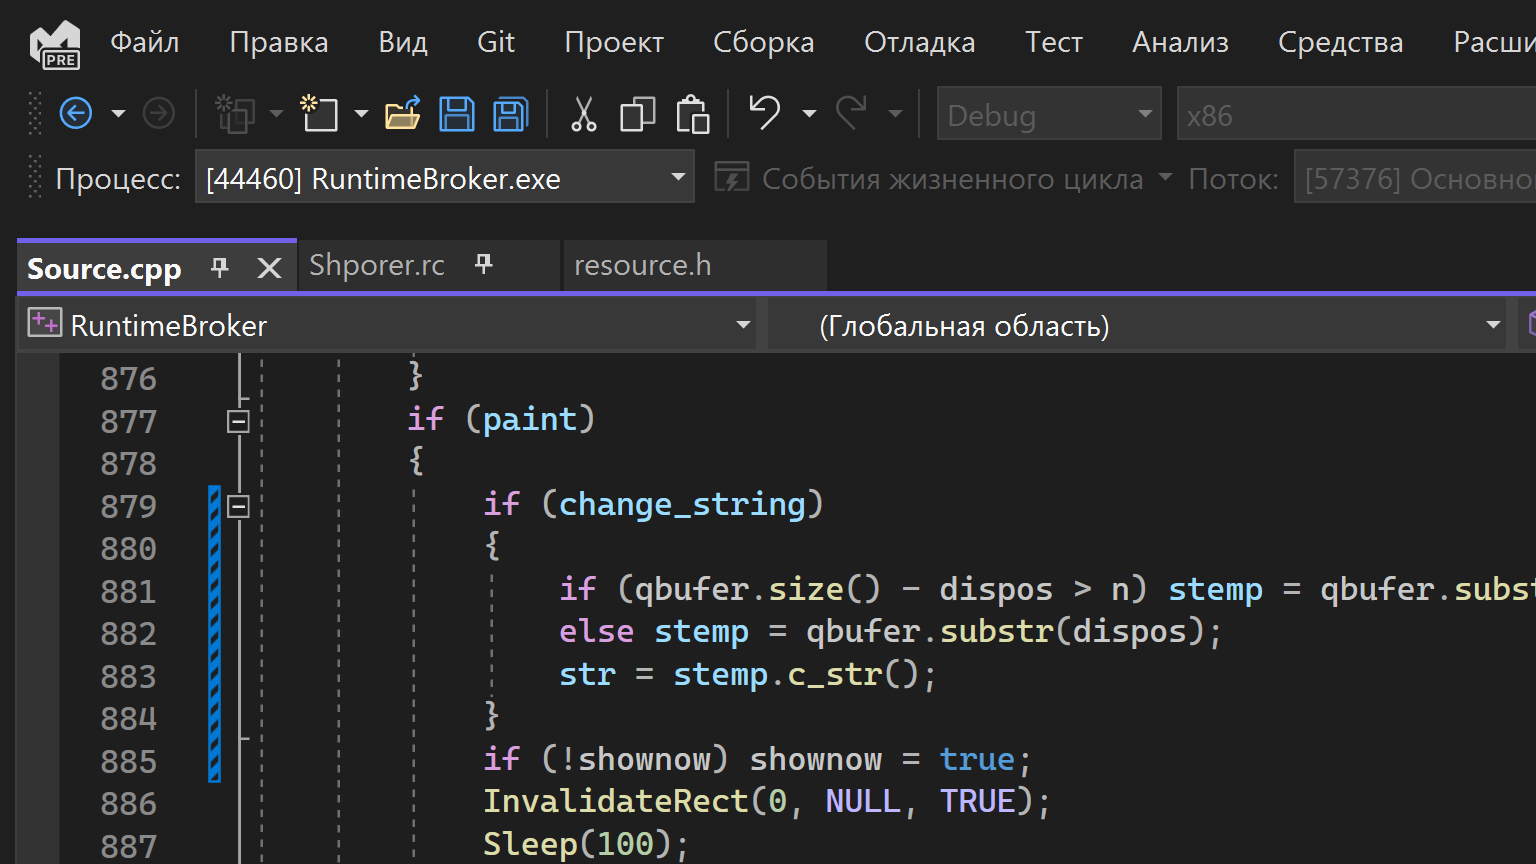 PRE Файл Правка Вид Git Проект Сборка Отладка Тест Анализ Средства
Debug x86
Процесс: [44460] RuntimeBroker.exe События жизненного цикла Поток: [57376]
Source.cpp Shporer.rc resource.h
RuntimeBroker (Глобальная область)
876 }
877 if (paint)
878 {
879 if (change_string)
880 {
881 if (qbufer.size() - dispos > n) stemp = qbufer.
882 else stemp = qbufer.substr(dispos);
883 str = stemp.c_str();
884 }
885 if (!shownow) shownow = true;
886 InvalidateRect(0, NULL, TRUE);
887 Sleep(100);